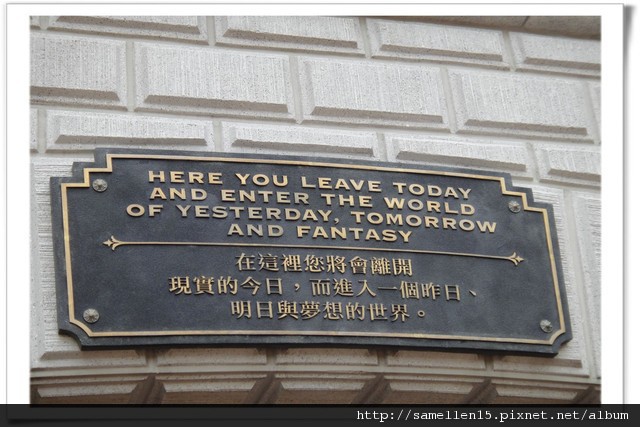 HERE YOU LEAVE TODAY
AND ENTER THE WORLD
OF YESTERDAY, TOMORROW
AND FANTASY
在這裡您將會離開
現實的今日，而進入一個昨日、
明日與夢想的世界。
http://samellen15.pixnet.net/album